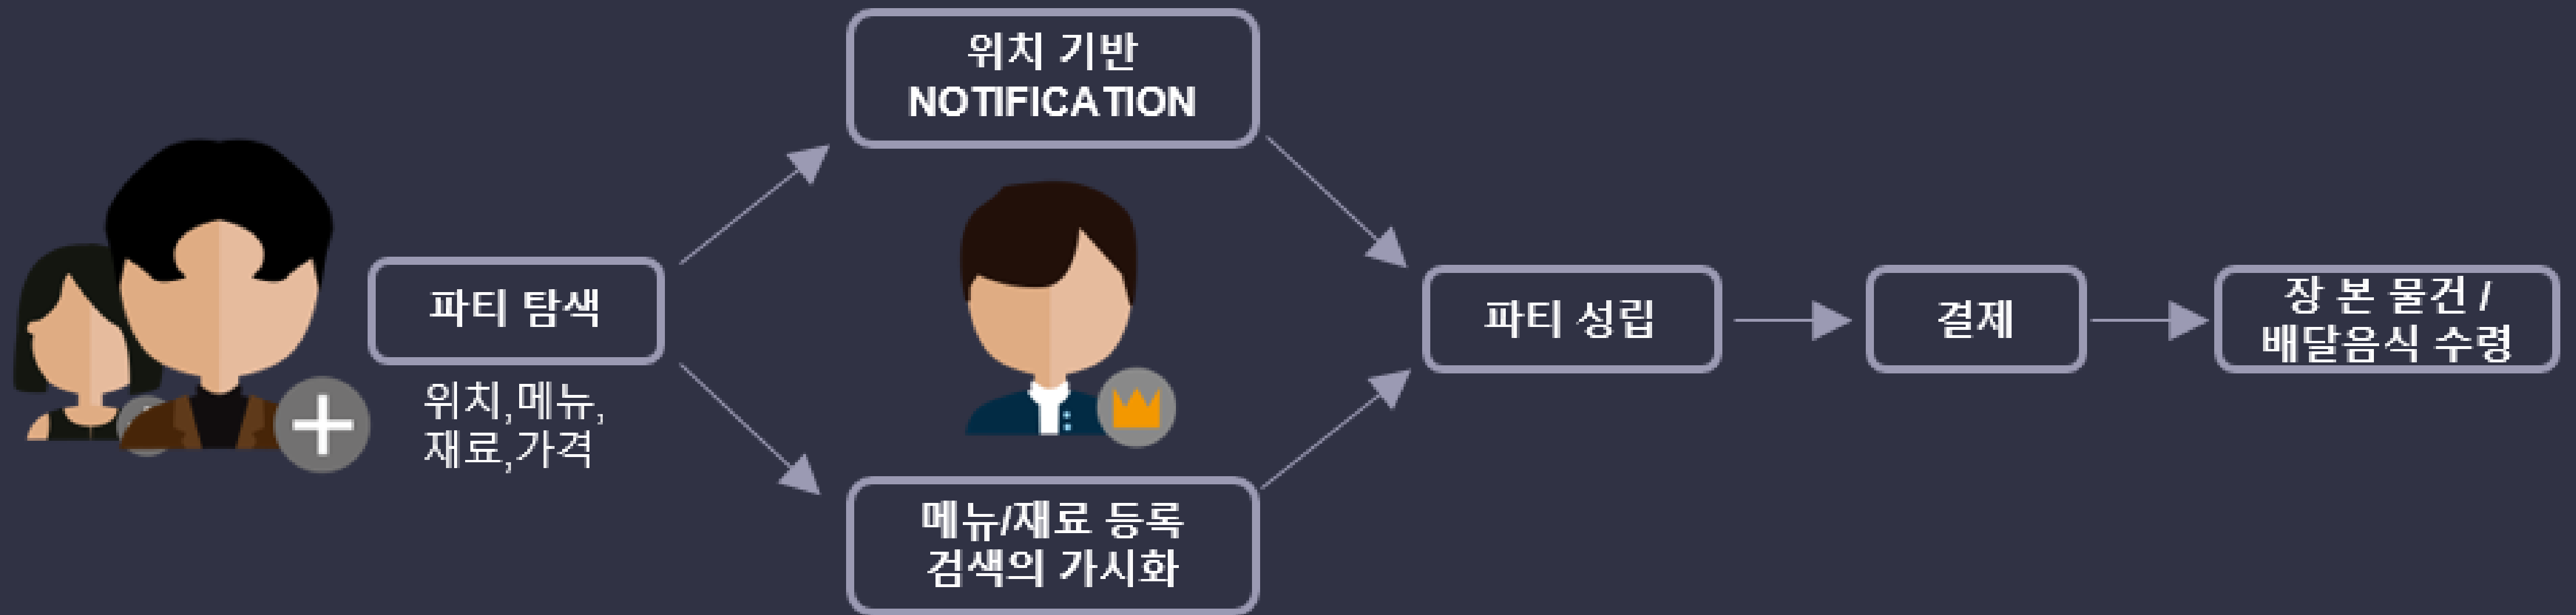 위치 기반
NOTIFICATION
파티 탐색
위치,메뉴,
재료,가격
메뉴/재료 등록
검색의 가시화
파티 성립
결제
장 본 물건 /
배달음식 수령